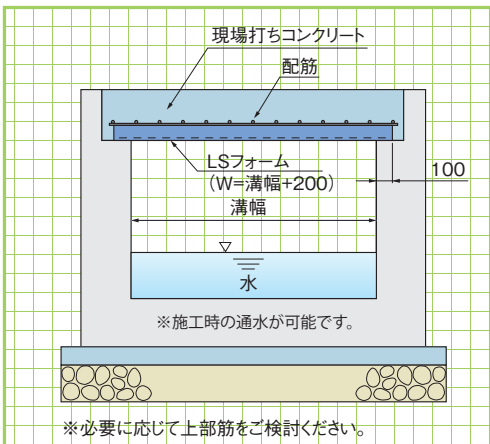 現場打ちコンクリート
配筋
LSフォーム
（W=溝幅+200）
100
溝幅
水
※施工時の通水が可能です。
※必要に応じて上部筋をご検討ください。